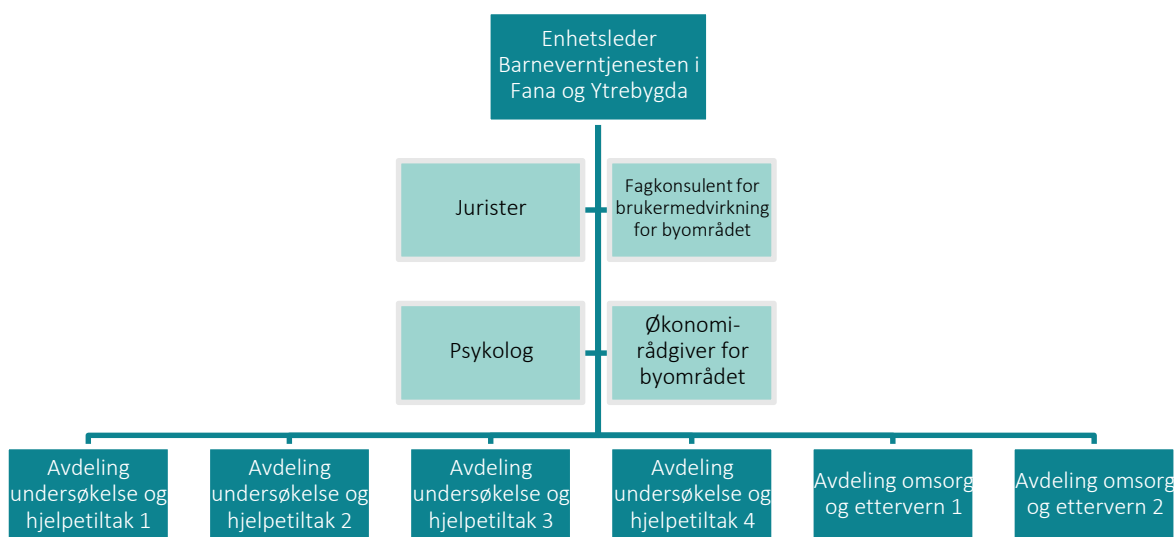 Enhetsleder
Barneverntjenesten i
Fana og Ytrebygda
Jurister
Fagkonsulent for
brukermedvirkning
for byområdet
Psykolog
Økonomi-
rådgiver for
byområdet
Avdeling
undersøkelse og
hjelpetiltak 1
Avdeling
undersøkelse og
hjelpetiltak 2
Avdeling
undersøkelse og
hjelpetiltak 3
Avdeling
undersøkelse og
hjelpetiltak 4
Avdeling omsorg
og ettervern 1
Avdeling omsorg
og ettervern 2